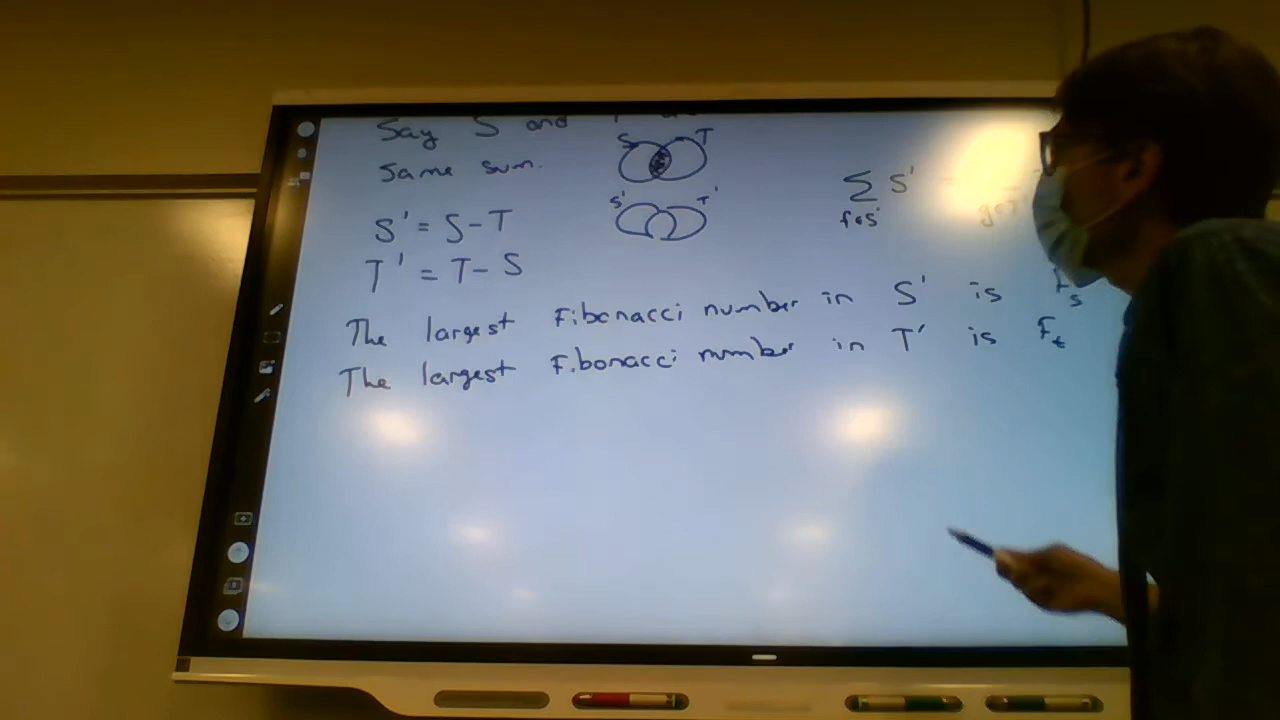 Say S and
same sum.
S T
S' T'
S' = S - T
T' = T - S
∑ S'
f∈S'
The largest Fibonacci number in S' is F_s
The largest Fibonacci number in T' is F_t